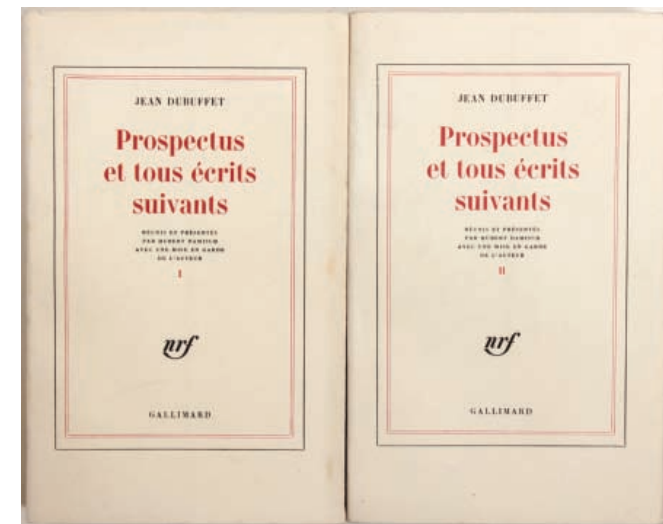 JEAN DUBUFFET
Prospectus
et tous écrits
suivants
RÉUNIS ET PRÉSENTÉS
PAR HUBERT DAMISCH
AVEC UNE MISE EN GARDE
DE L'AUTEUR
I
nrf
GALLIMARD
JEAN DUBUFFET
Prospectus
et tous écrits
suivants
RÉUNIS ET PRÉSENTÉS
PAR HUBERT DAMISCH
AVEC UNE MISE EN GARDE
DE L'AUTEUR
II
nrf
GALLIMARD